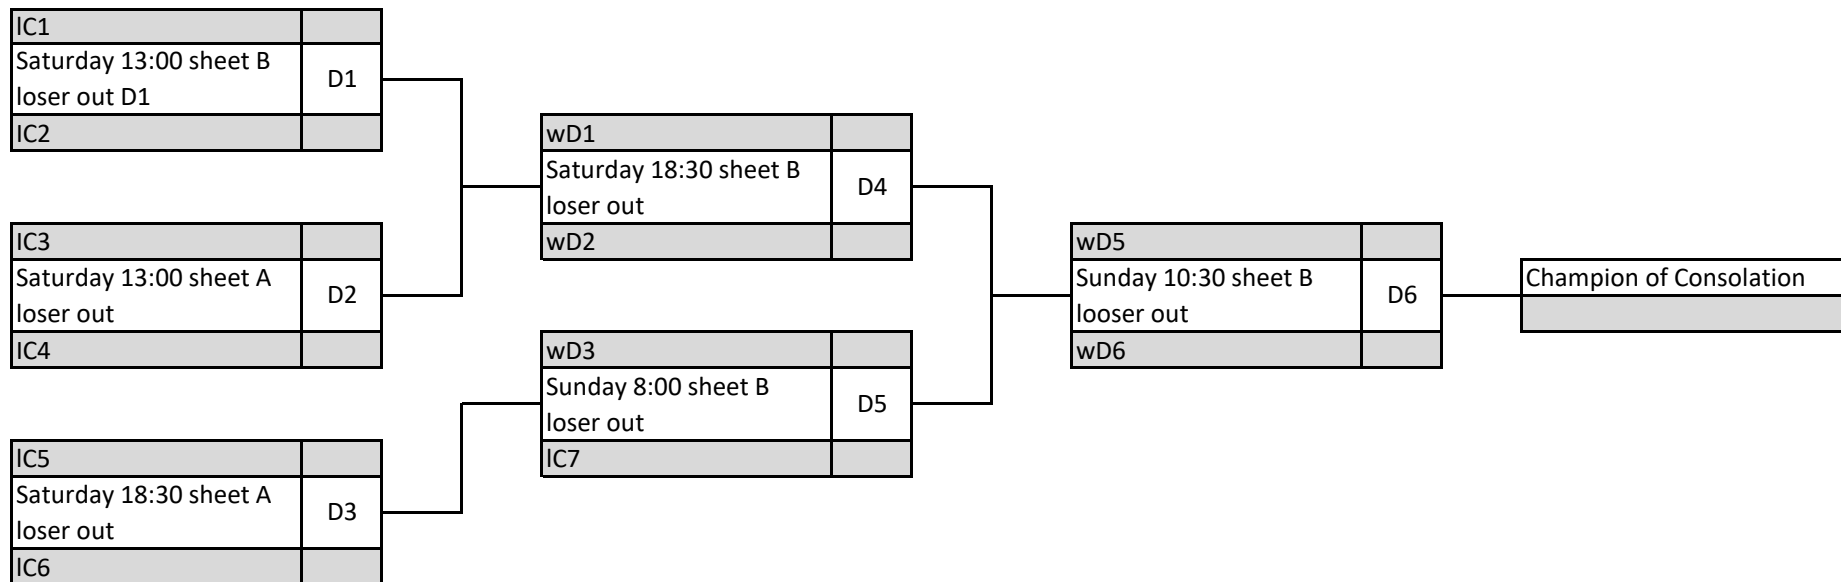 lC1
Saturday 13:00 sheet B
loser out D1
D1
lC2
lC3
Saturday 13:00 sheet A
loser out
D2
lC4
lC5
Saturday 18:30 sheet A
loser out
D3
lC6
wD1
Saturday 18:30 sheet B
loser out
D4
wD2
wD3
Sunday 8:00 sheet B
loser out
D5
lC7
wD5
Sunday 10:30 sheet B
looser out
D6
wD6
Champion of Consolation